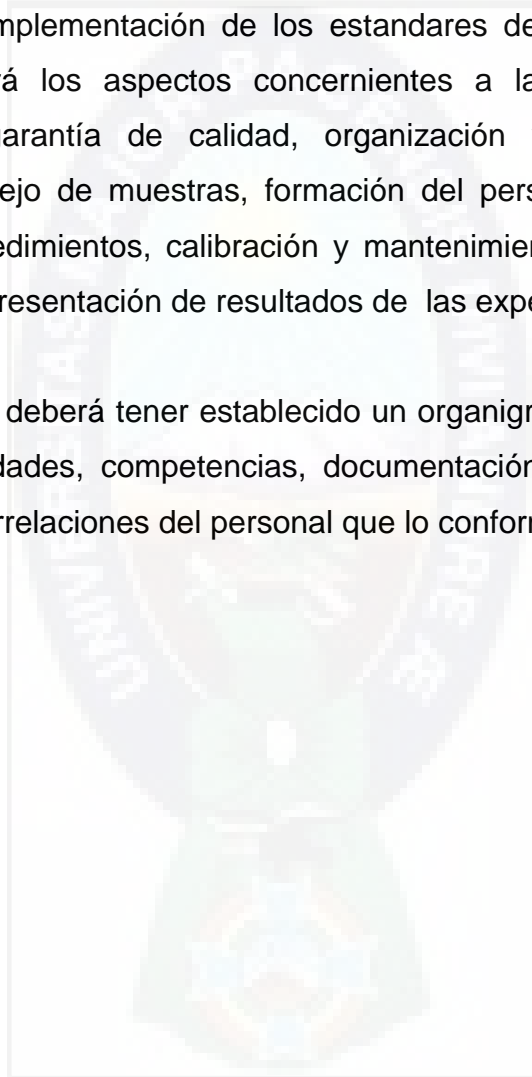 mplementación de los estandares de
rá los aspectos concernientes a la
arantía de calidad, organización
ejo de muestras, formación del pers
edimientos, calibración y mantenimie
resentación de resultados de las expe
deberá tener establecido un organigr
dades, competencias, documentación
rrelaciones del personal que lo confor